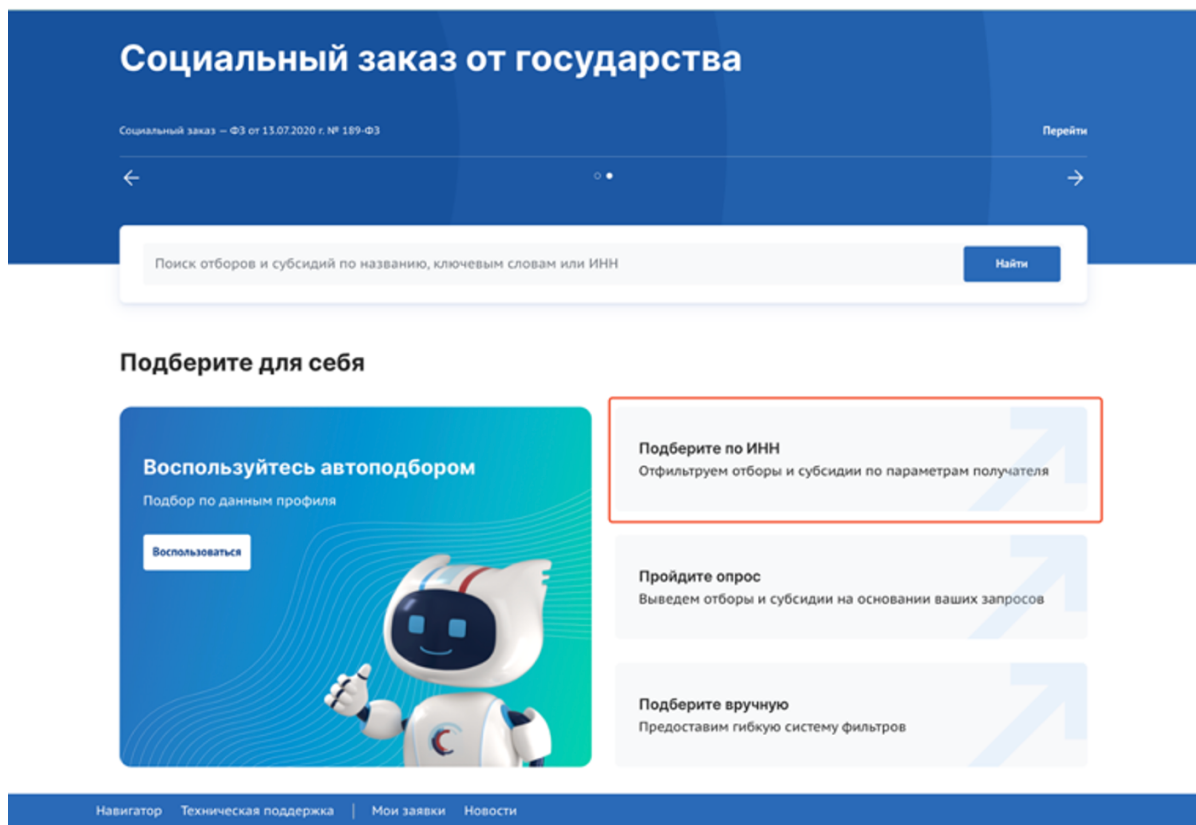 Социальный заказ от государства
Социальный заказ — ФЗ от 13.07.2020 г. № 189-ФЗ
Перейти
Поиск отборов и субсидий по названию, ключевым словам или ИНН
Найти
Подберите для себя
Воспользуйтесь автоподбором
Подбор по данным профиля
Воспользоваться
Подберите по ИНН
Отфильтруем отборы и субсидии по параметрам получателя
Пройдите опрос
Выведем отборы и субсидии на основании ваших запросов
Подберите вручную
Предоставим гибкую систему фильтров
Навигатор Техническая поддержка | Мои заявки Новости